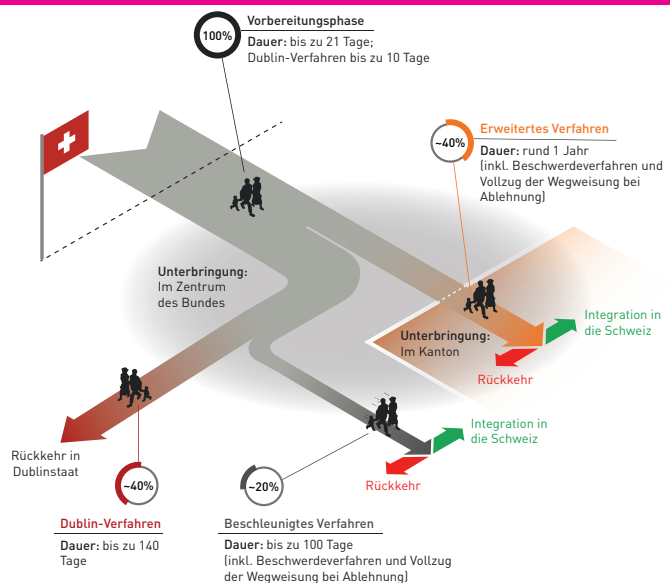 100%
Vorbereitungsphase
Dauer: bis zu 21 Tage;
Dublin-Verfahren bis zu 10 Tage
~40%
Erweitertes Verfahren
Dauer: rund 1 Jahr
(inkl. Beschwerdeverfahren und
Vollzug der Wegweisung bei
Ablehnung)
Unterbringung:
Im Zentrum
des Bundes
Unterbringung:
Im Kanton
Integration in
die Schweiz
Rückkehr
Integration in
die Schweiz
Rückkehr
Rückkehr in
Dublinstaat
~40%
Dublin-Verfahren
Dauer: bis zu 140
Tage
~20%
Beschleunigtes Verfahren
Dauer: bis zu 100 Tage
(inkl. Beschwerdeverfahren und Vollzug
der Wegweisung bei Ablehnung)